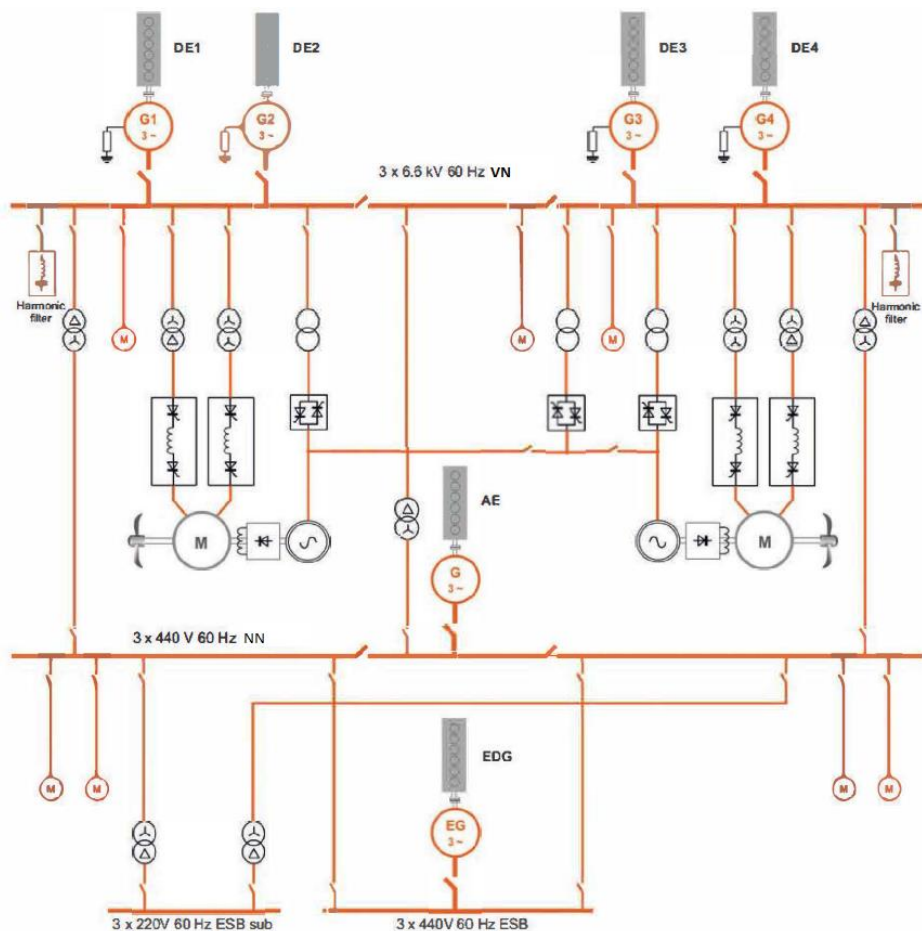 DE1
DE2
DE3
DE4
G1
3 ~
G2
3 ~
G3
3 ~
G4
3 ~
3 x 6.6 kV 60 Hz VN
Harmonic
filter
M
M
M
Harmonic
filter
AE
M
G
3 ~
M
3 x 440 V 60 Hz NN
EDG
M
M
M
M
EG
3 ~
3 x 220V 60 Hz ESB sub
3 x 440V 60 Hz ESB